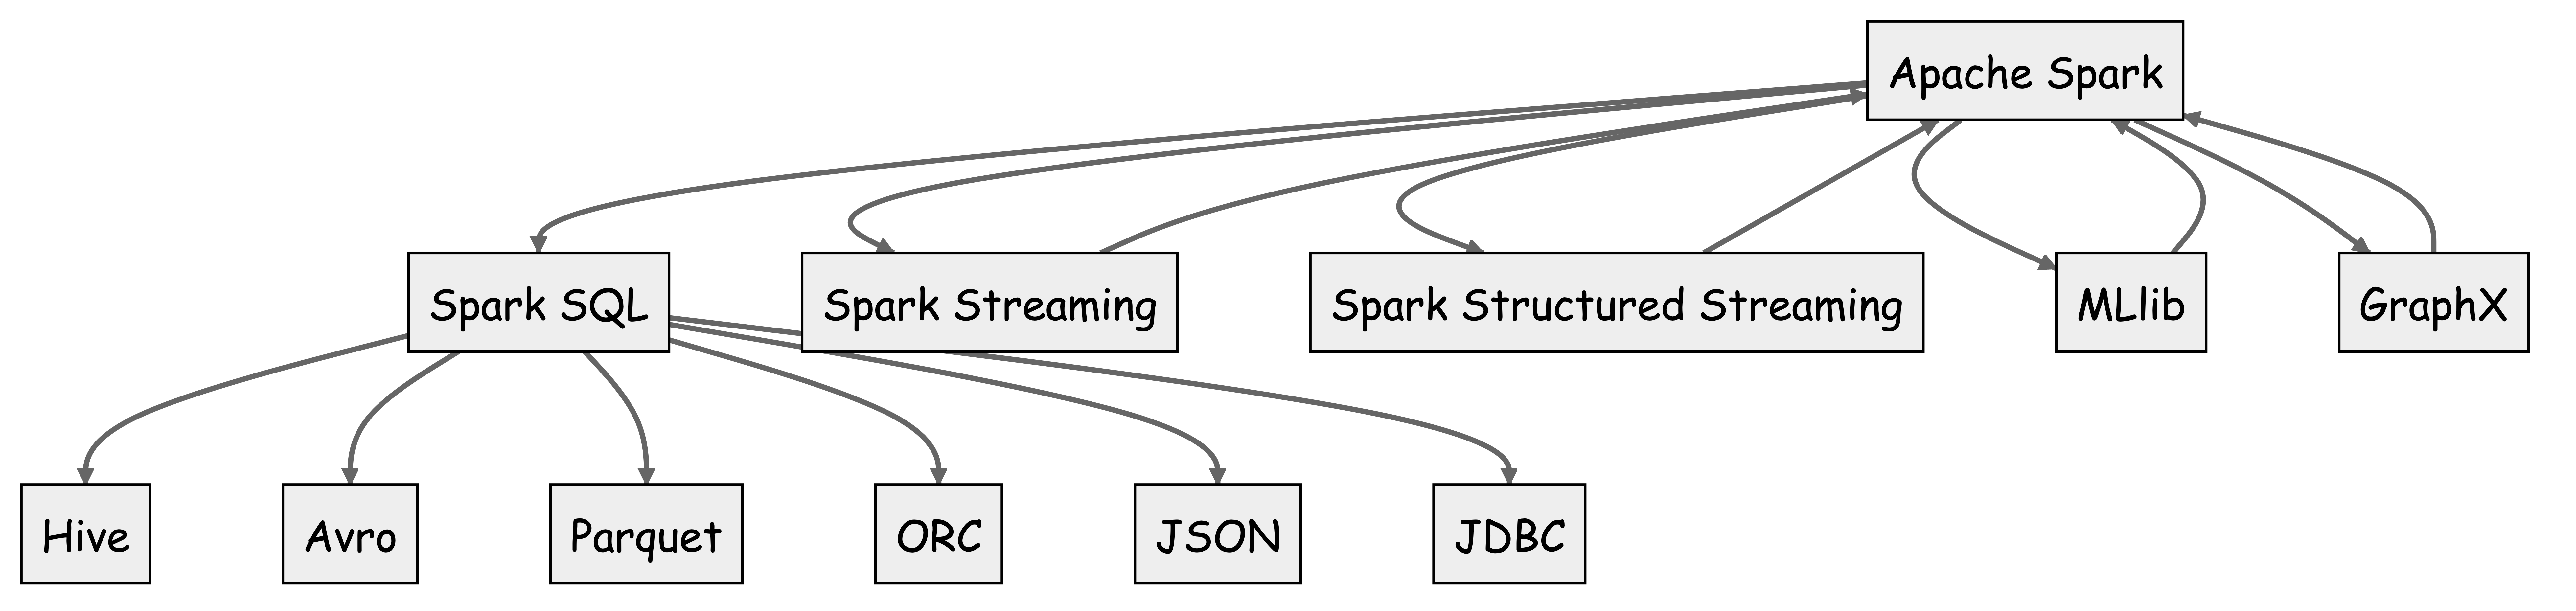 Apache Spark
Spark SQL
Spark Streaming
Spark Structured Streaming
MLlib
GraphX
Hive
Avro
Parquet
ORC
JSON
JDBC